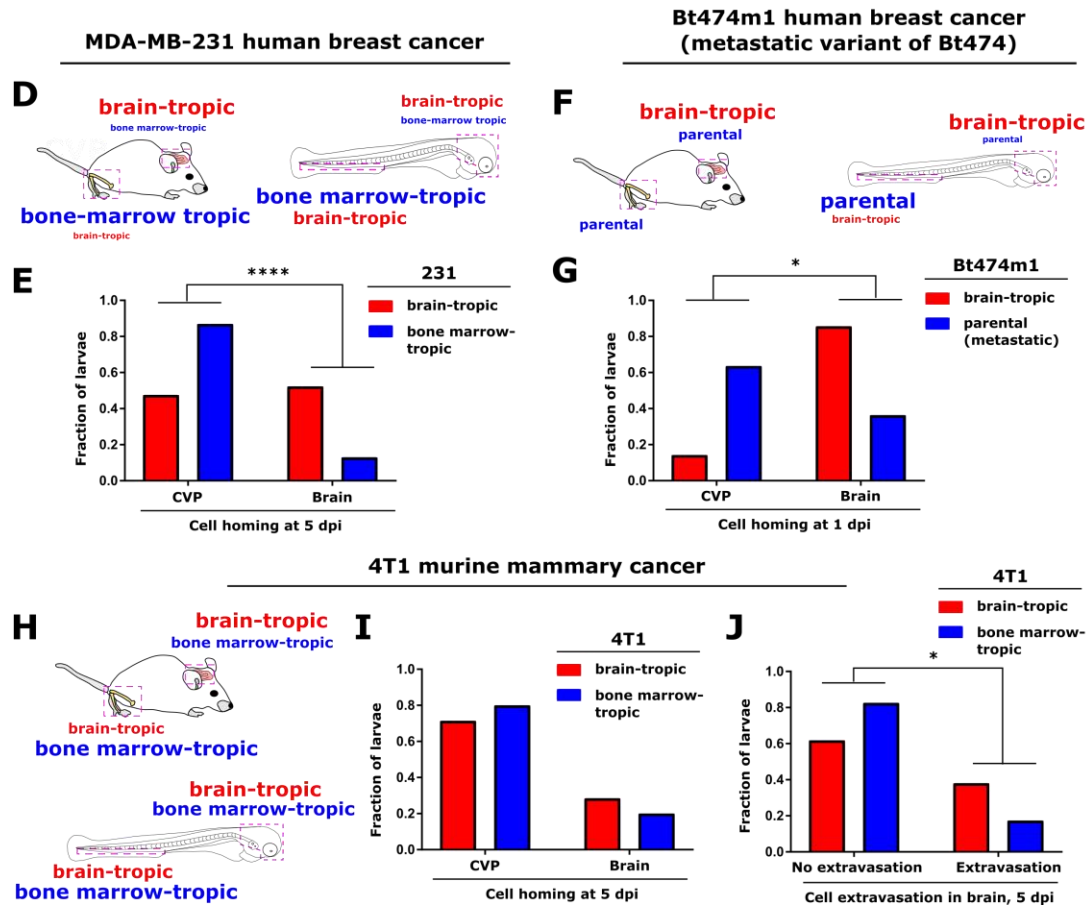 MDA-MB-231 human breast cancer
Bt474m1 human breast cancer
(metastatic variant of Bt474)
D
brain-tropic
bone marrow-tropic
bone-marrow tropic
brain-tropic
brain-tropic
bone-marrow tropic
bone marrow-tropic
brain-tropic
F
brain-tropic
parental
parental
brain-tropic
parental
parental
brain-tropic
E
****
231
brain-tropic
bone marrow-
tropic
Fraction of larvae
1.0
0.8
0.6
0.4
0.2
0.0
CVP
Brain
Cell homing at 5 dpi
G
*
Bt474m1
brain-tropic
parental
(metastatic)
Fraction of larvae
1.0
0.8
0.6
0.4
0.2
0.0
CVP
Brain
Cell homing at 1 dpi
4T1 murine mammary cancer
H
brain-tropic
bone marrow-tropic
brain-tropic
bone marrow-tropic
brain-tropic
bone marrow-tropic
brain-tropic
bone marrow-tropic
I
4T1
brain-tropic
bone marrow-
tropic
Fraction of larvae
1.0
0.8
0.6
0.4
0.2
0.0
CVP
Brain
Cell homing at 5 dpi
J
4T1
brain-tropic
bone marrow-
tropic
*
Fraction of larvae
1.0
0.8
0.6
0.4
0.2
0.0
No extravasation
Extravasation
Cell extravasation in brain, 5 dpi